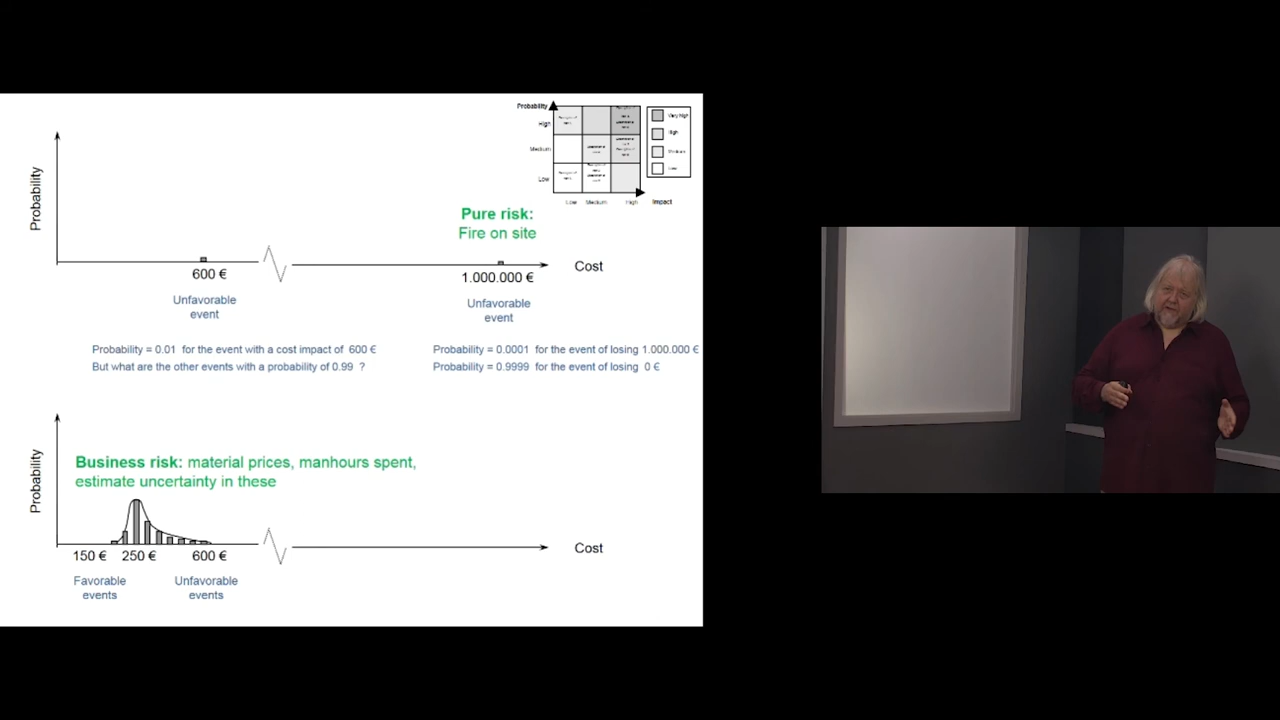 Probability
High
Medium
Low
Low Medium High Impact
Very high
High
Medium
Low
Probability
Pure risk:
Fire on site
600 €
1.000.000 €
Cost
Unfavorable
event
Unfavorable
event
Probability = 0.01 for the event with a cost impact of 600 €
But what are the other events with a probability of 0.99 ?
Probability = 0.0001 for the event of losing 1.000.000 €
Probability = 0.9999 for the event of losing 0 €
Probability
Business risk: material prices, manhours spent,
estimate uncertainty in these
150 € 250 € 600 €
Cost
Favorable
events
Unfavorable
events